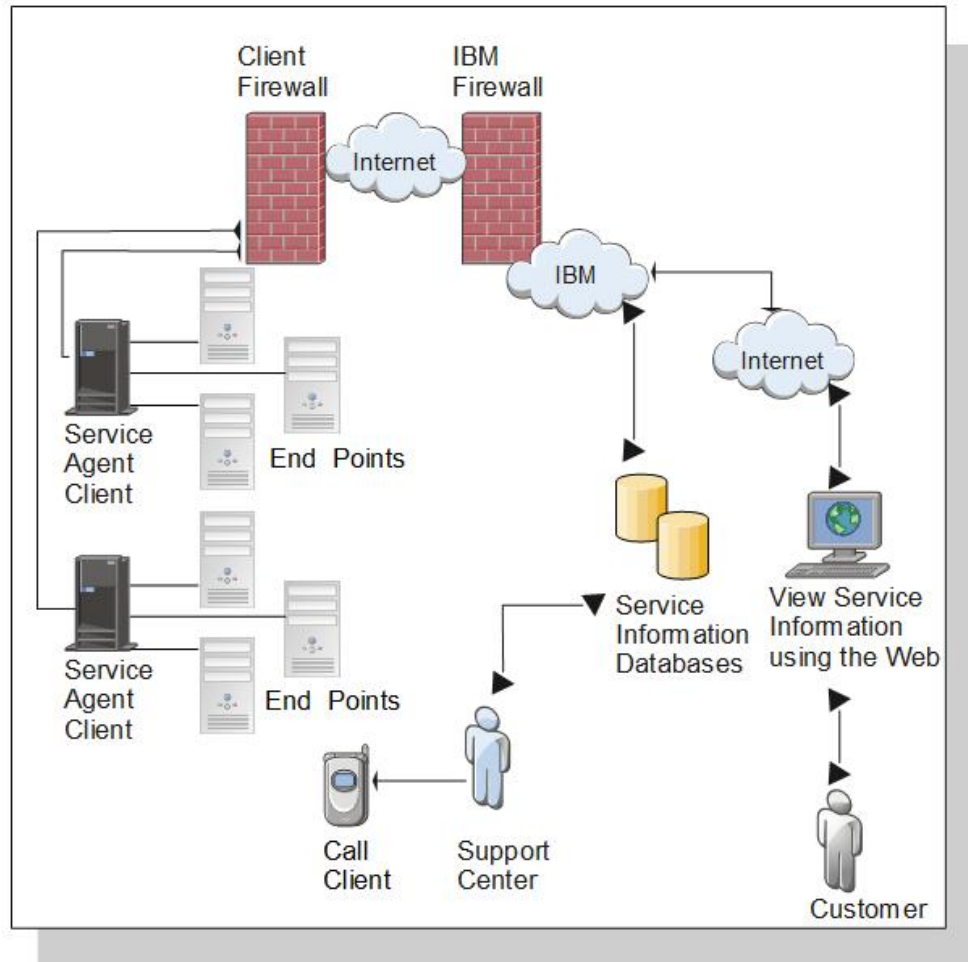 Client
Firewall
IBM
Firewall
Internet
IBM
Internet
Service
Agent
Client
End Points
Service
Agent
Client
End Points
Service
Information
Databases
View Service
Information
using the Web
Call
Client
Support
Center
Customer